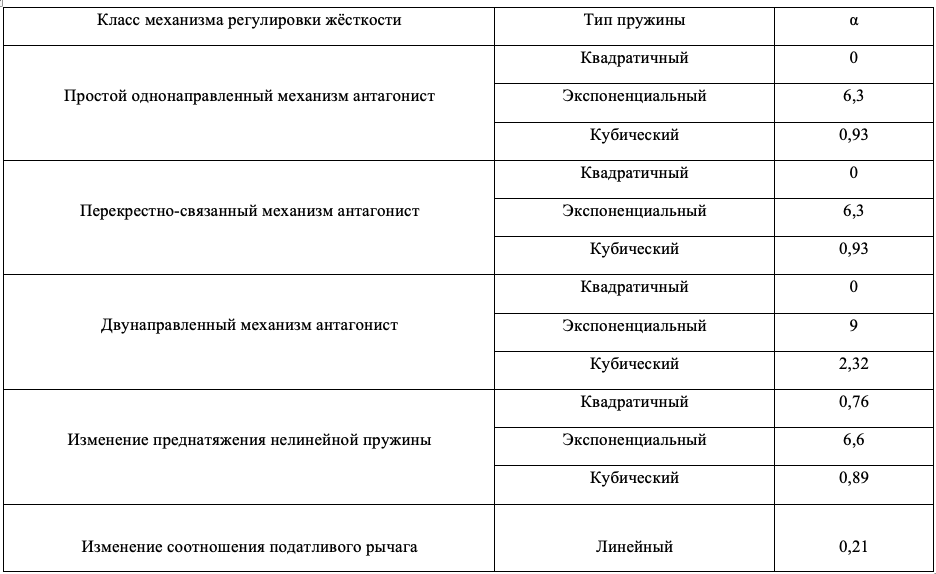 Класс механизма регулировки жёсткости Тип пружины α
Квадратичный 0
Простой однонаправленный механизм антагонист Экспоненциальный 6,3
Кубический 0,93
Квадратичный 0
Перекрестно-связанный механизм антагонист Экспоненциальный 6,3
Кубический 0,93
Квадратичный 0
Двунаправленный механизм антагонист Экспоненциальный 9
Кубический 2,32
Квадратичный 0,76
Изменение преднатяжения нелинейной пружины Экспоненциальный 6,6
Кубический 0,89
Изменение соотношения податливого рычага Линейный 0,21